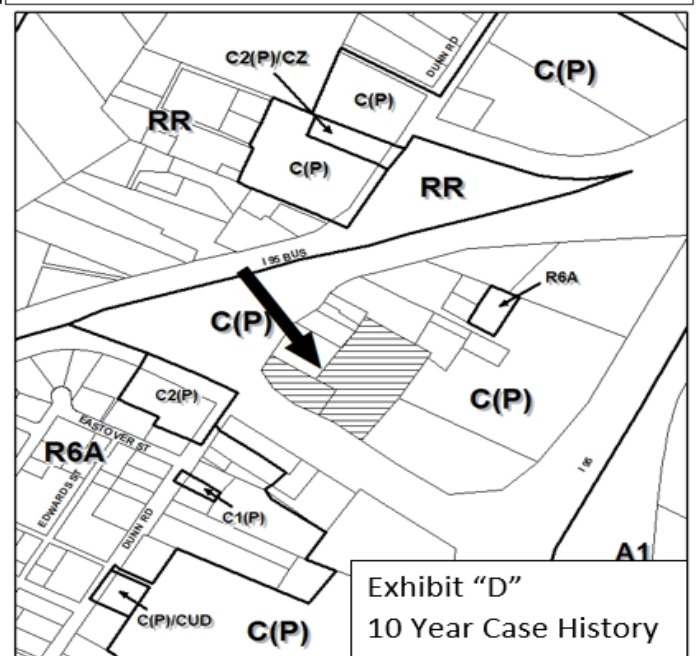 C2(P)/CZ
DUNN RD
C(P)
C(P)
RR
C(P)
RR
I 95 BUS
R6A
C(P)
C2(P)
C(P)
EASTOVER ST
R6A
I 95
EDWARDS ST
C1(P)
DUNN RD
A1
C(P)/CUD
C(P)
Exhibit “D”
10 Year Case History